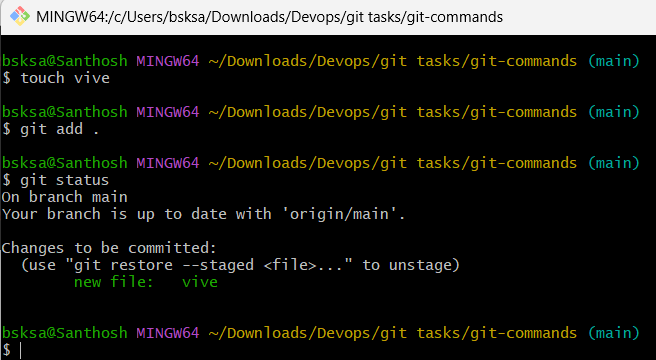 MINGW64:/c/Users/bsksa/Downloads/Devops/git tasks/git-commands
bsksa@Santhosh MINGW64 ~/Downloads/Devops/git tasks/git-commands (main)
$ touch vive
bsksa@Santhosh MINGW64 ~/Downloads/Devops/git tasks/git-commands (main)
$ git add .
bsksa@Santhosh MINGW64 ~/Downloads/Devops/git tasks/git-commands (main)
$ git status
On branch main
Your branch is up to date with 'origin/main'.
Changes to be committed:
  (use "git restore --staged <file>..." to unstage)
        new file:   vive
bsksa@Santhosh MINGW64 ~/Downloads/Devops/git tasks/git-commands (main)
$